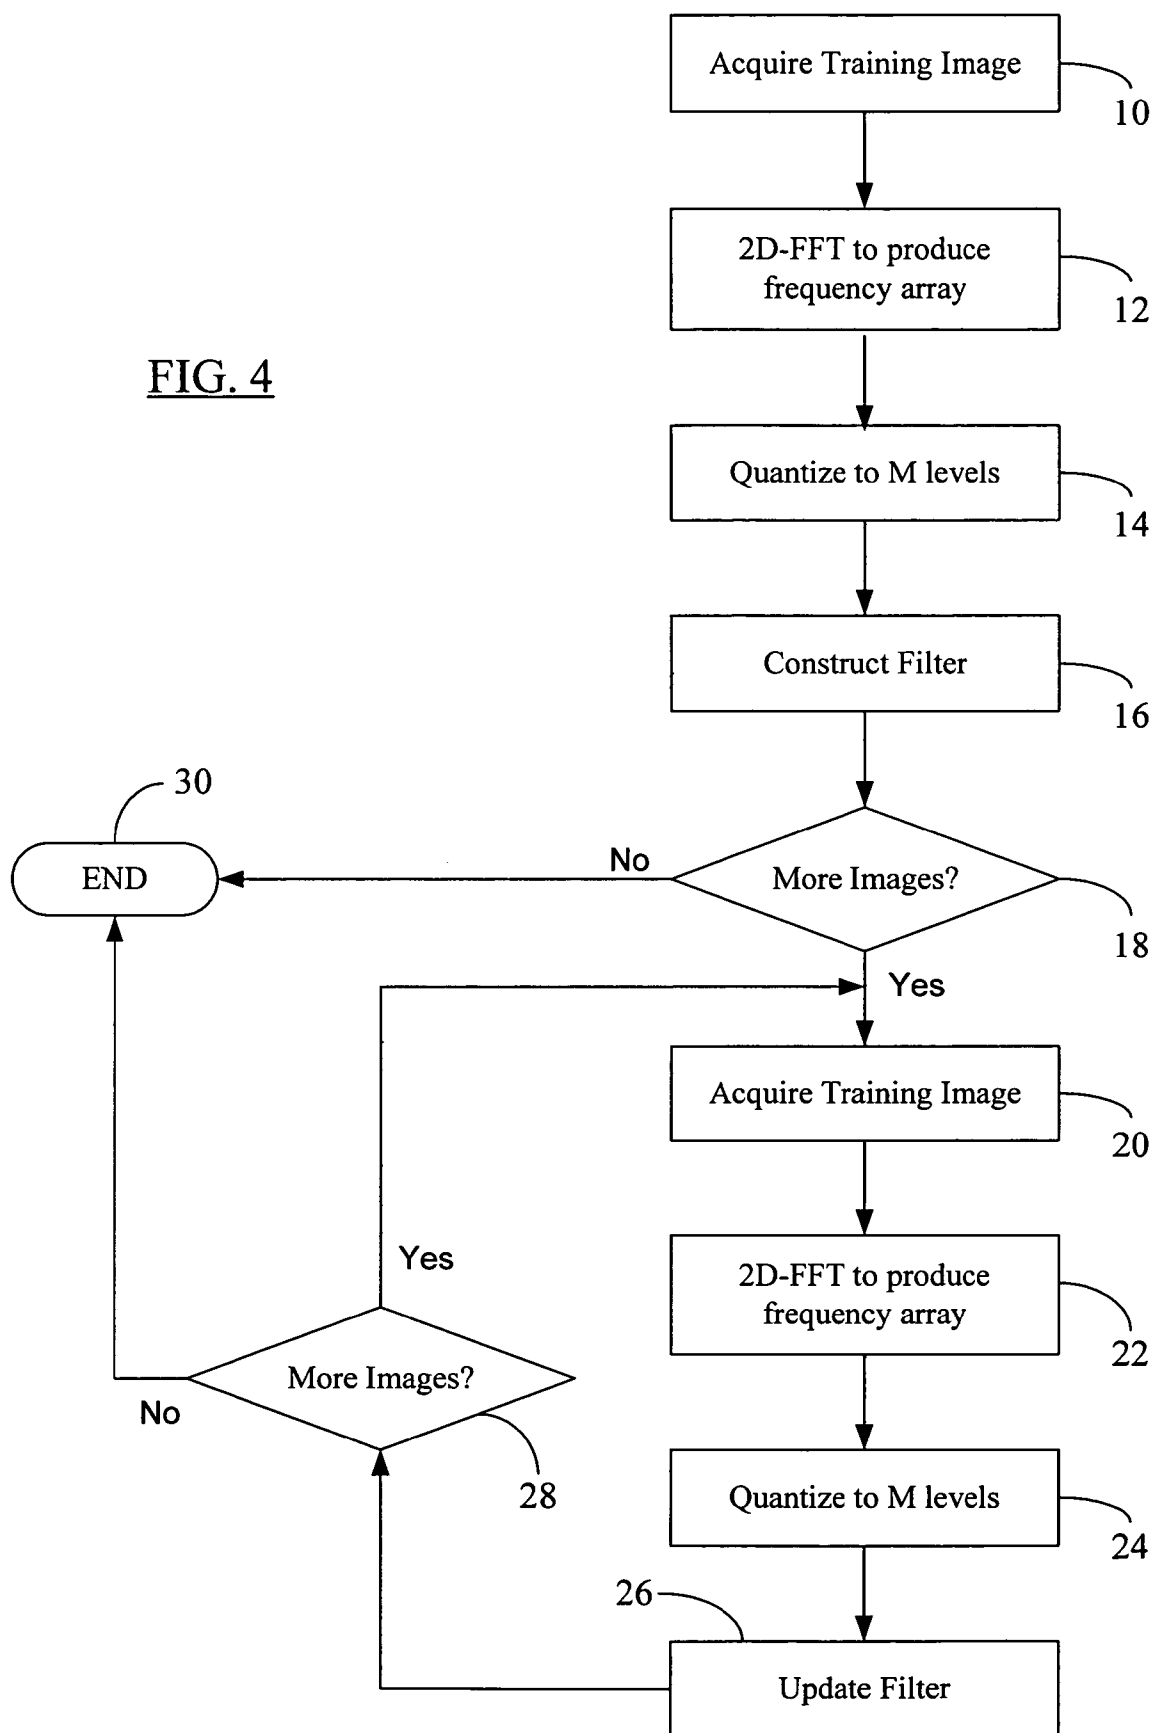 Acquire Training Image
10
2D-FFT to produce
frequency array
12
FIG. 4
Quantize to M levels
14
Construct Filter
16
30
END
No
More Images?
18
Yes
Acquire Training Image
20
2D-FFT to produce
frequency array
22
Yes
More Images?
No
28
Quantize to M levels
24
26
Update Filter